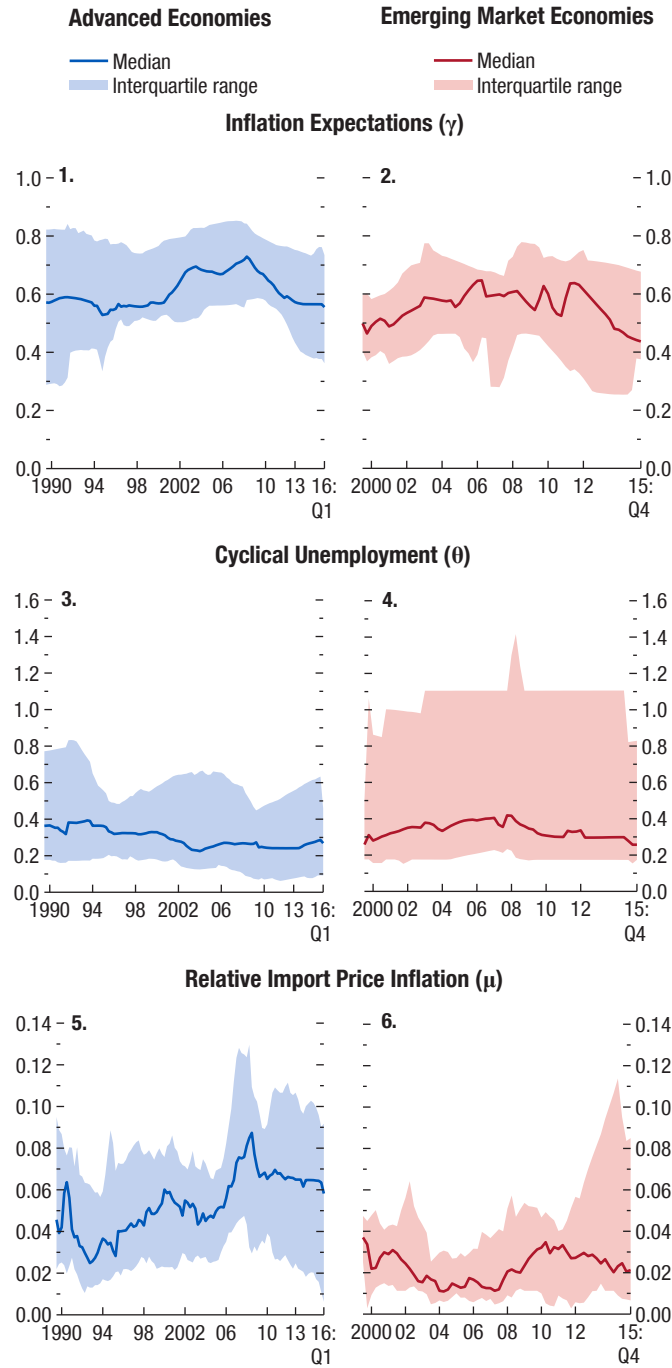 Advanced Economies
Emerging Market Economies
Median
Interquartile range
Median
Interquartile range
Inflation Expectations (γ)
1.
1.0
0.8
0.6
0.4
0.2
0.0
1990 94 98 2002 06 10 13 16:
Q1
2.
1.0
0.8
0.6
0.4
0.2
0.0
2000 02 04 06 08 10 12 15:
Q4
Cyclical Unemployment (θ)
3.
1.6
1.4
1.2
1.0
0.8
0.6
0.4
0.2
0.0
1990 94 98 2002 06 10 13 16:
Q1
4.
1.6
1.4
1.2
1.0
0.8
0.6
0.4
0.2
0.0
2000 02 04 06 08 10 12 15:
Q4
Relative Import Price Inflation (μ)
5.
0.14
0.12
0.10
0.08
0.06
0.04
0.02
0.00
1990 94 98 2002 06 10 13 16:
Q1
6.
0.14
0.12
0.10
0.08
0.06
0.04
0.02
0.00
2000 02 04 06 08 10 12 15:
Q4